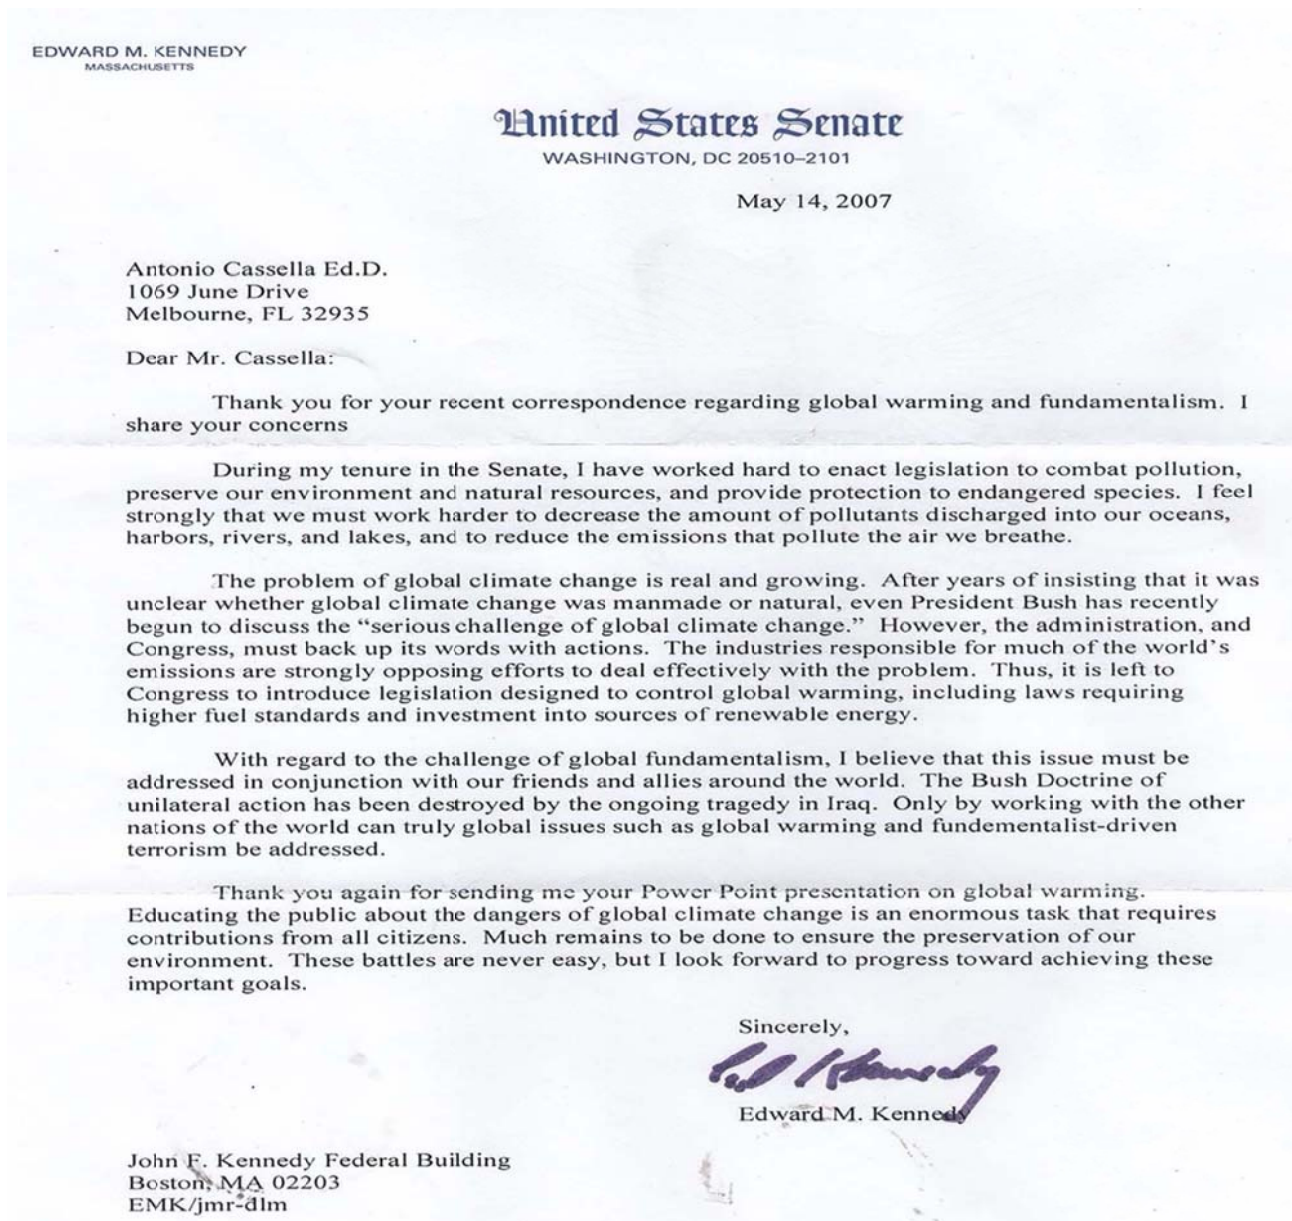 EDWARD M. KENNEDY
MASSACHUSETTS
United States Senate
WASHINGTON, DC 20510–2101
May 14, 2007
Antonio Cassella Ed.D.
1069 June Drive
Melbourne, FL 32935
Dear Mr. Cassella:
Thank you for your recent correspondence regarding global warming and fundamentalism. I
share your concerns
During my tenure in the Senate, I have worked hard to enact legislation to combat pollution,
preserve our environment and natural resources, and provide protection to endangered species. I feel
strongly that we must work harder to decrease the amount of pollutants discharged into our oceans,
harbors, rivers, and lakes, and to reduce the emissions that pollute the air we breathe.
The problem of global climate change is real and growing. After years of insisting that it was
unclear whether global climate change was manmade or natural, even President Bush has recently
begun to discuss the “serious challenge of global climate change.” However, the administration, and
Congress, must back up its words with actions. The industries responsible for much of the world’s
emissions are strongly opposing efforts to deal effectively with the problem. Thus, it is left to
Congress to introduce legislation designed to control global warming, including laws requiring
higher fuel standards and investment into sources of renewable energy.
With regard to the challenge of global fundamentalism, I believe that this issue must be
addressed in conjunction with our friends and allies around the world. The Bush Doctrine of
unilateral action has been destroyed by the ongoing tragedy in Iraq. Only by working with the other
nations of the world can truly global issues such as global warming and fundementalist-driven
terrorism be addressed.
Thank you again for sending me your Power Point presentation on global warming.
Educating the public about the dangers of global climate change is an enormous task that requires
contributions from all citizens. Much remains to be done to ensure the preservation of our
environment. These battles are never easy, but I look forward to progress toward achieving these
important goals.
Sincerely,
Ed Kennedy
Edward M. Kennedy
John F. Kennedy Federal Building
Boston, MA 02203
EMK/jmr-dlm